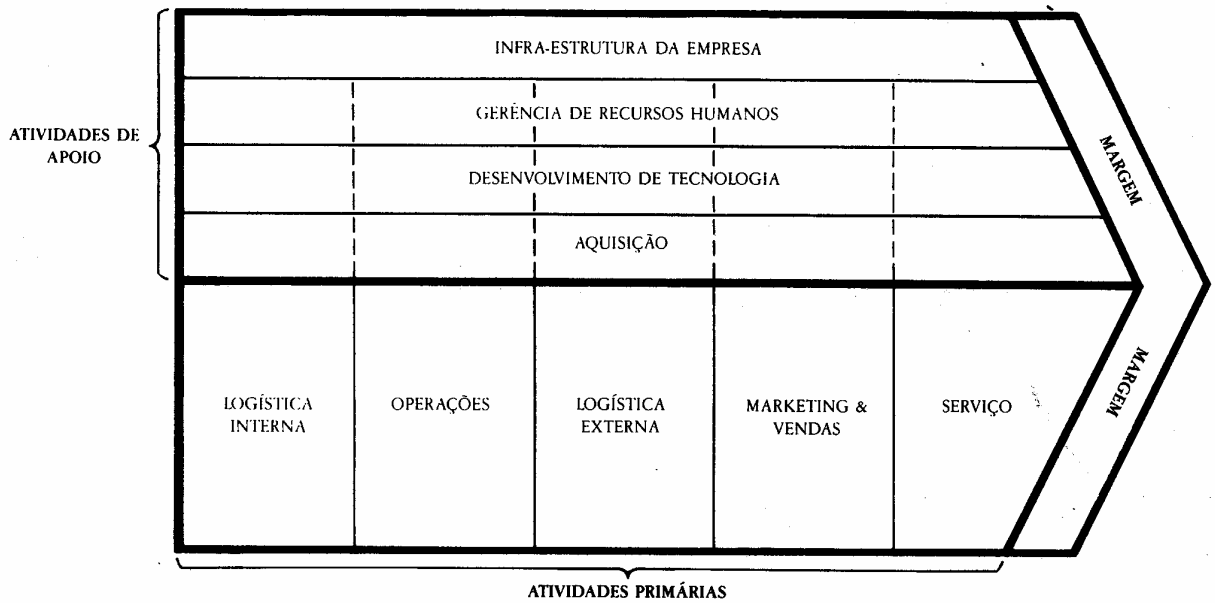 INFRA-ESTRUTURA DA EMPRESA
GERÊNCIA DE RECURSOS HUMANOS
ATIVIDADES DE
APOIO
DESENVOLVIMENTO DE TECNOLOGIA
AQUISIÇÃO
MARGEM
LOGÍSTICA
INTERNA
OPERAÇÕES
LOGÍSTICA
EXTERNA
MARKETING &
VENDAS
SERVIÇO
MARGEM
ATIVIDADES PRIMÁRIAS